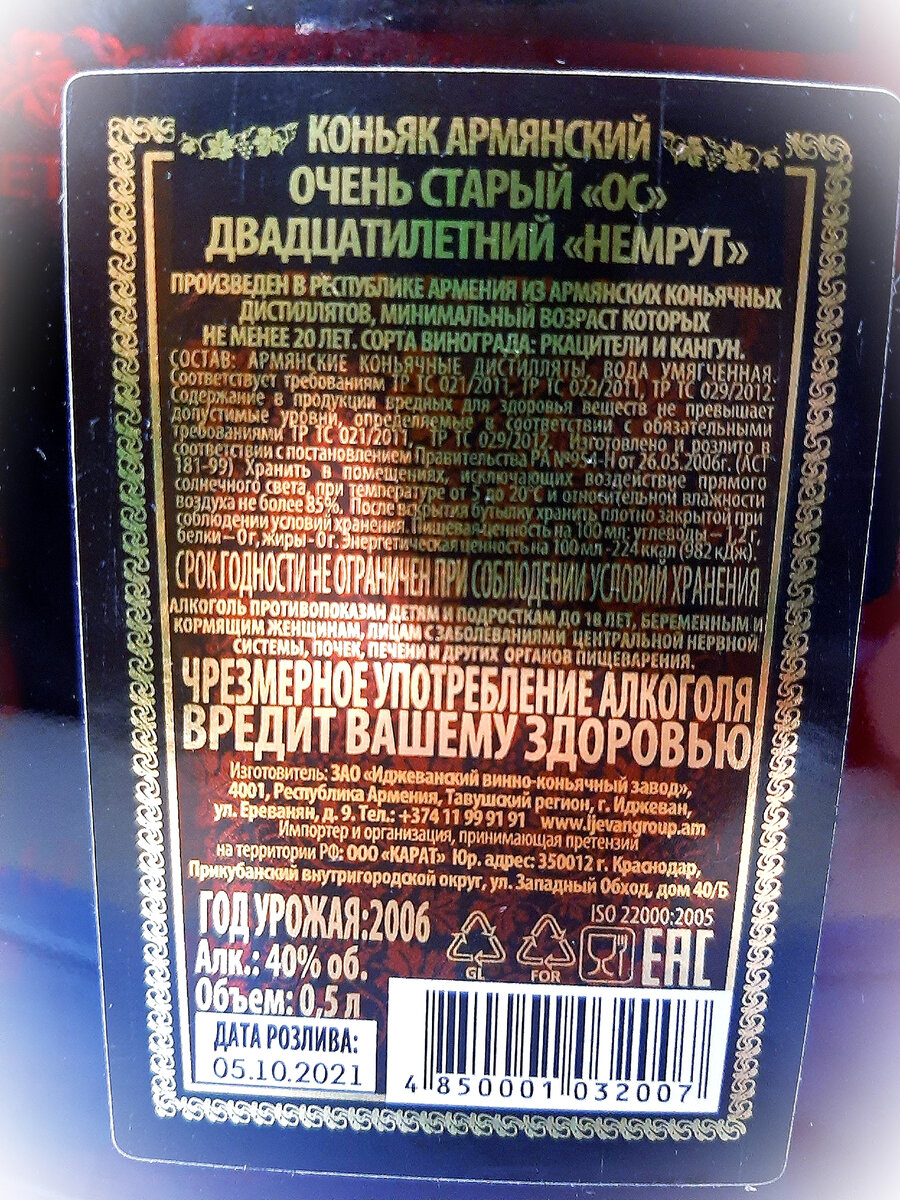 КОНЬЯК АРМЯНСКИЙ
ОЧЕНЬ СТАРЫЙ «ОС»
ДВАДЦАТИЛЕТНИЙ «НЕМРУТ»
ПРОИЗВЕДЕН В РЕСПУБЛИКЕ АРМЕНИЯ ИЗ АРМЯНСКИХ КОНЬЯЧНЫХ
ДИСТИЛЛЯТОВ, МИНИМАЛЬНЫЙ ВОЗРАСТ КОТОРЫХ
НЕ МЕНЕЕ 20 ЛЕТ. СОРТА ВИНОГРАДА: РКАЦИТЕЛИ И КАНГУН.
СОСТАВ: АРМЯНСКИЕ КОНЬЯЧНЫЕ ДИСТИЛЛЯТЫ, ВОДА УМЯГЧЕННАЯ.
Соответствует требованиям ТР ТС 021/2011, ТР ТС 022/2011, ТР ТС 029/2012.
Содержание в продукции вредных для здоровья веществ не превышает
допустимые уровни, определяемые в соответствии с обязательными
требованиями ТР ТС 021/2011, ТР ТС 029/2012. Изготовлено и розлито в
соответствии с постановлением Правительства РА №954-Н от 26.05.2006г. (АСТ
181-99) Хранить в помещениях, исключающих воздействие прямого
солнечного света, при температуре от 5 до 20°С и относительной влажности
воздуха не более 85%. После вскрытия бутылку хранить плотно закрытой при
соблюдении условий хранения. Пищевая ценность на 100 мл: углеводы – 1,2 г,
белки – 0 г, жиры - 0 г. Энергетическая ценность на 100 мл - 224 ккал (982 кДж).
СРОК ГОДНОСТИ НЕ ОГРАНИЧЕН ПРИ СОБЛЮДЕНИИ УСЛОВИЙ ХРАНЕНИЯ
АЛКОГОЛЬ ПРОТИВОПОКАЗАН ДЕТЯМ И ПОДРОСТКАМ ДО 18 ЛЕТ, БЕРЕМЕННЫМ И
КОРМЯЩИМ ЖЕНЩИНАМ, ЛИЦАМ С ЗАБОЛЕВАНИЯМИ ЦЕНТРАЛЬНОЙ НЕРВНОЙ
СИСТЕМЫ, ПОЧЕК, ПЕЧЕНИ И ДРУГИХ ОРГАНОВ ПИЩЕВАРЕНИЯ.
ЧРЕЗМЕРНОЕ УПОТРЕБЛЕНИЕ АЛКОГОЛЯ
ВРЕДИТ ВАШЕМУ ЗДОРОВЬЮ
Изготовитель: ЗАО «Иджеванский винно-коньячный завод»,
4001, Республика Армения, Тавушский регион, г. Иджеван,
ул. Ереванян, д. 9. Тел.: +374 11 99 91 91 www.ijevangroup.am
Импортер и организация, принимающая претензии
на территории РФ: ООО «КАРАТ» Юр. адрес: 350012 г. Краснодар,
Прикубанский внутригородской округ, ул. Западный Обход, дом 40/Б
ГОД УРОЖАЯ:2006
ISO 22000:2005
Алк.: 40% об.
GL FOR EAC
Объем: 0,5 л
ДАТА РОЗЛИВА:
05.10.2021
4 850001 032007